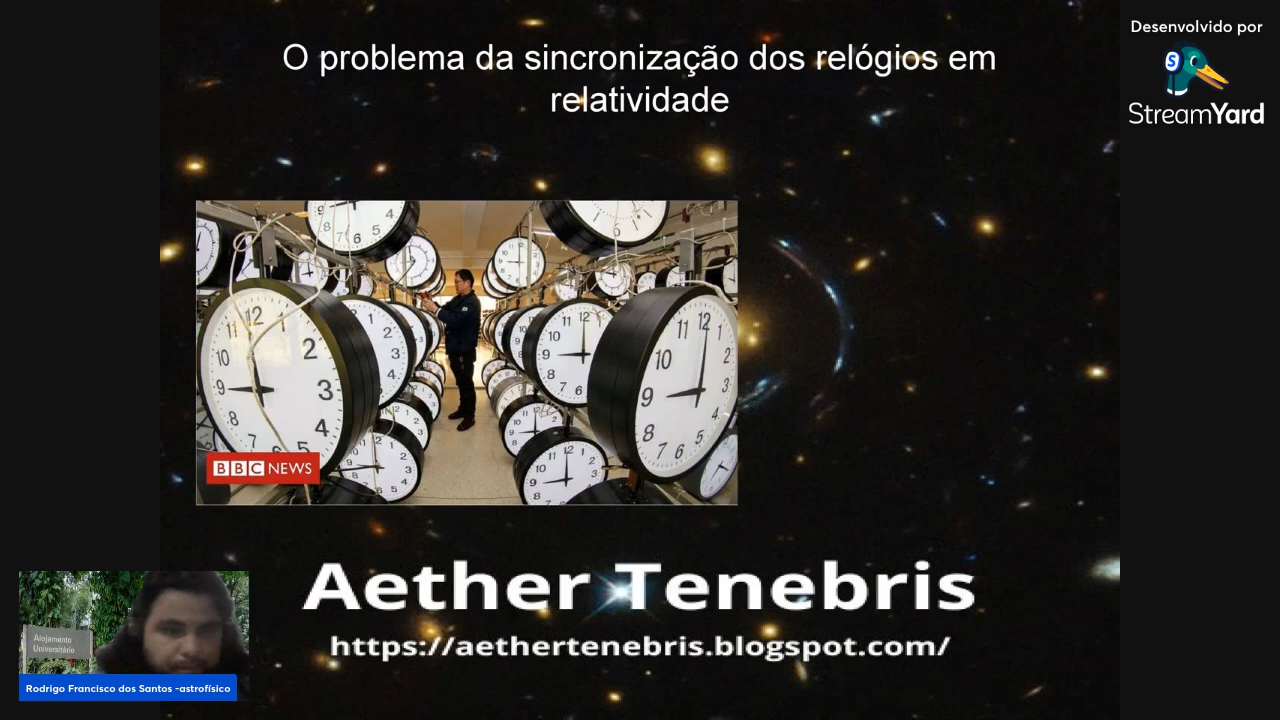 O problema da sincronização dos relógios em
relatividade
Desenvolvido por
StreamYard
BBC NEWS
Aether Tenebris
https://aethertenebris.blogspot.com/
Alojamento
Universitário
Rodrigo Francisco dos Santos -astrofísico